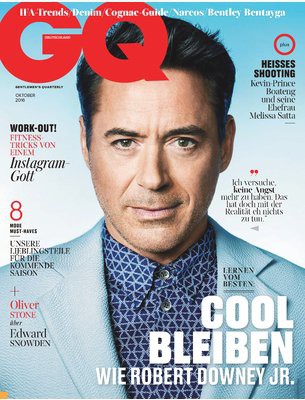 IFA-Trends/Denim/Cognac-Guide/Narcos/Bentley Bentayga
GQ
DEUTSCHLAND
GENTLEMEN'S QUARTERLY
OKTOBER
2016
plus
HEISSES
SHOOTING
Kevin-Prince
Boateng
und seine
Ehefrau
Melissa Satta
WORK-OUT!
FITNESS-
TRICKS VON
EINEM
Instagram-
Gott
8
MODE
MUST-HAVES
UNSERE
LIEBLINGSTEILE
FÜR DIE
KOMMENDE
SAISON
+
Oliver
STONE
über
Edward
SNOWDEN
"
Ich versuche,
keine Angst
mehr zu haben. Das
hat doch mit der
Realität eh nichts
zu tun."
LERNEN
VOM
BESTEN:
COOL
BLEIBEN
WIE ROBERT DOWNEY JR.